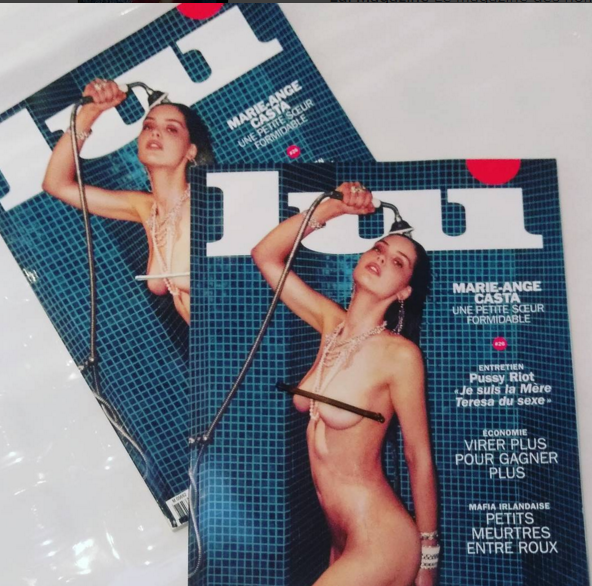 lui
MARIE-ANGE
CASTA
UNE PETITE SŒUR
FORMIDABLE
lui
MARIE-ANGE
CASTA
UNE PETITE SŒUR
FORMIDABLE
#29
ENTRETIEN
Pussy Riot
«Je suis la Mère
Teresa du sexe»
ÉCONOMIE
VIRER PLUS
POUR GAGNER
PLUS
MAFIA IRLANDAISE
PETITS
MEURTRES
ENTRE ROUX